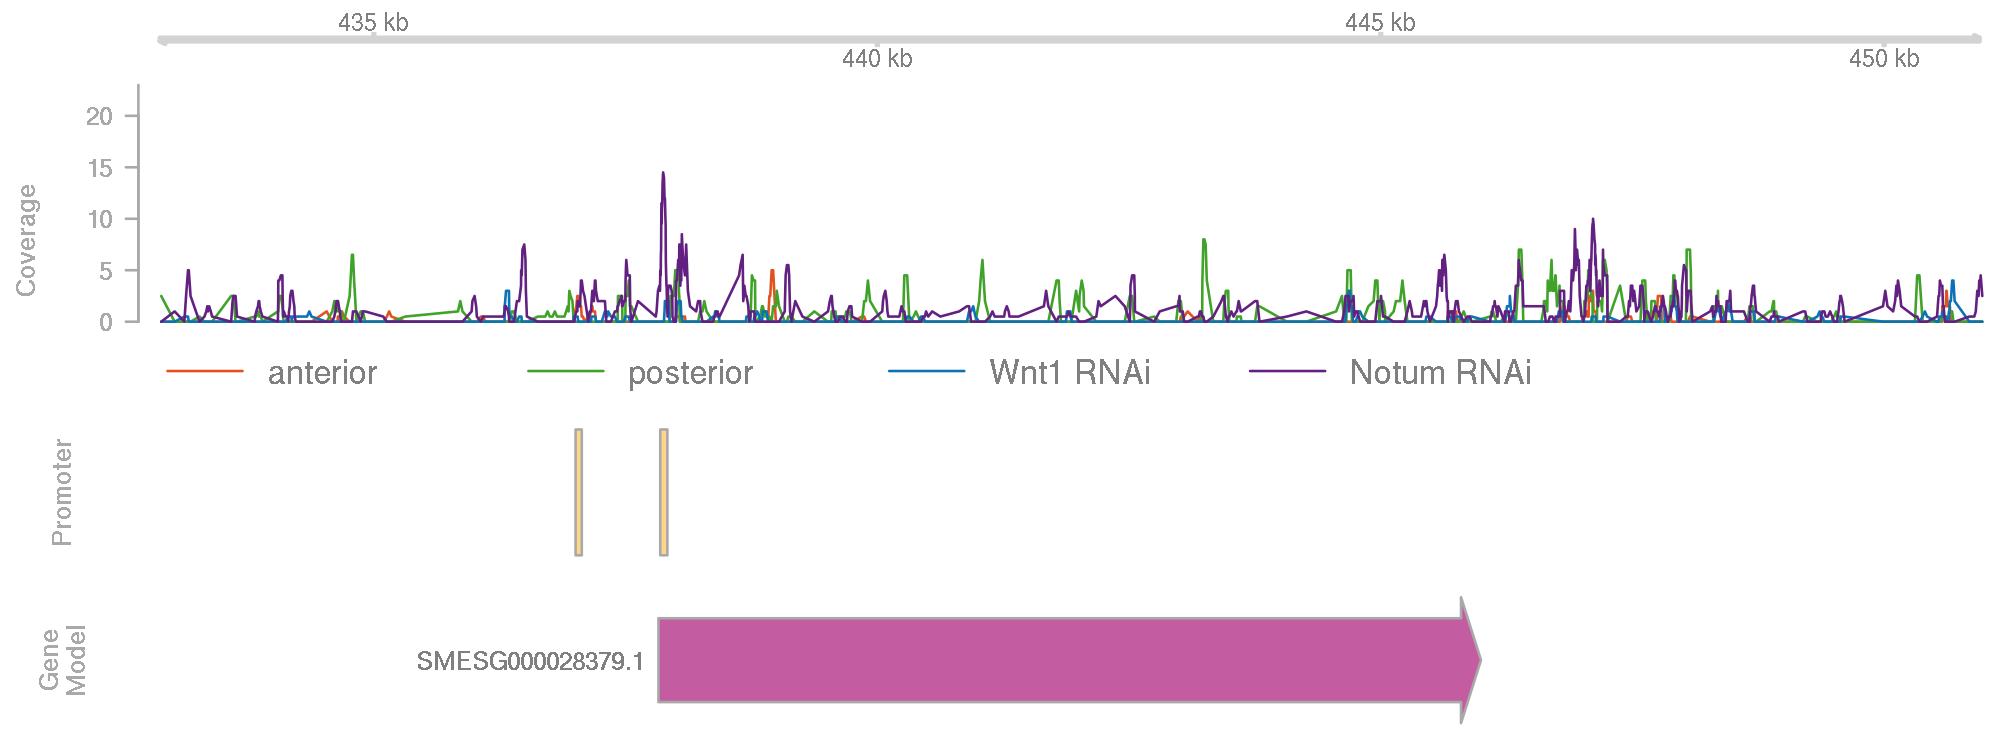 435 kb
445 kb
440 kb
450 kb
20
15
10
5
0
Coverage
anterior posterior Wnt1 RNAi Notum RNAi
Promoter
SMESG000028379.1
Gene
Model